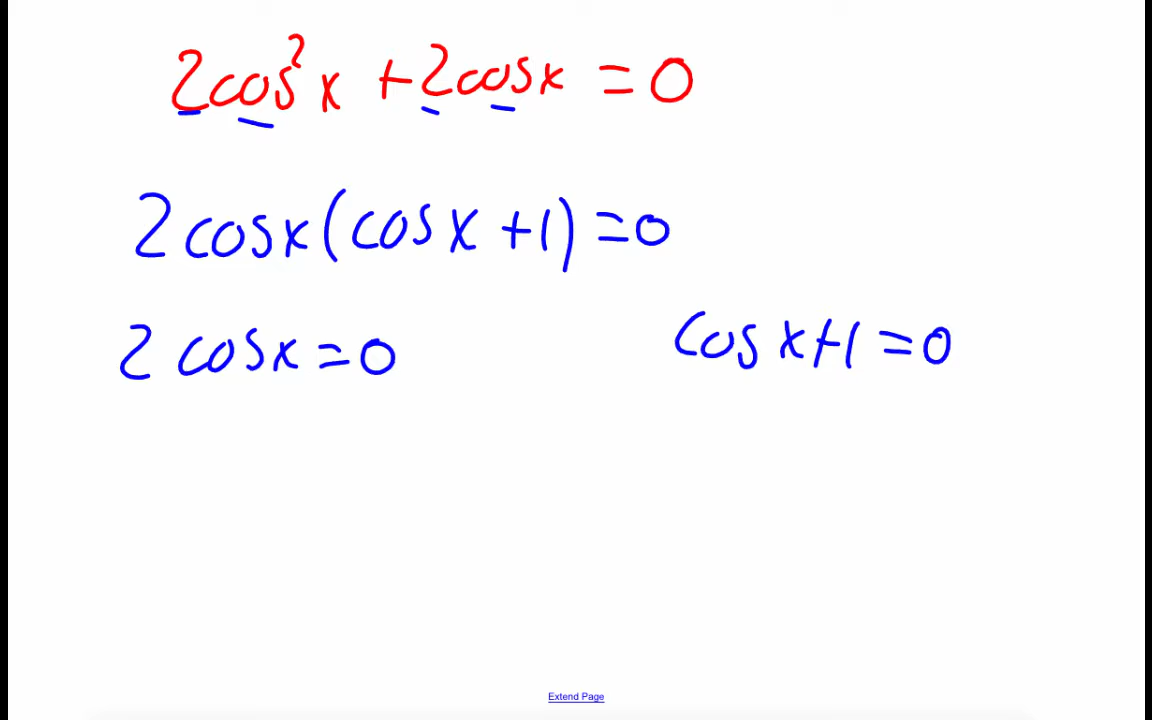 2cos²x + 2cosx = 0
2cosx(cosx + 1) = 0
2cosx = 0 cosx+1 = 0
Extend Page